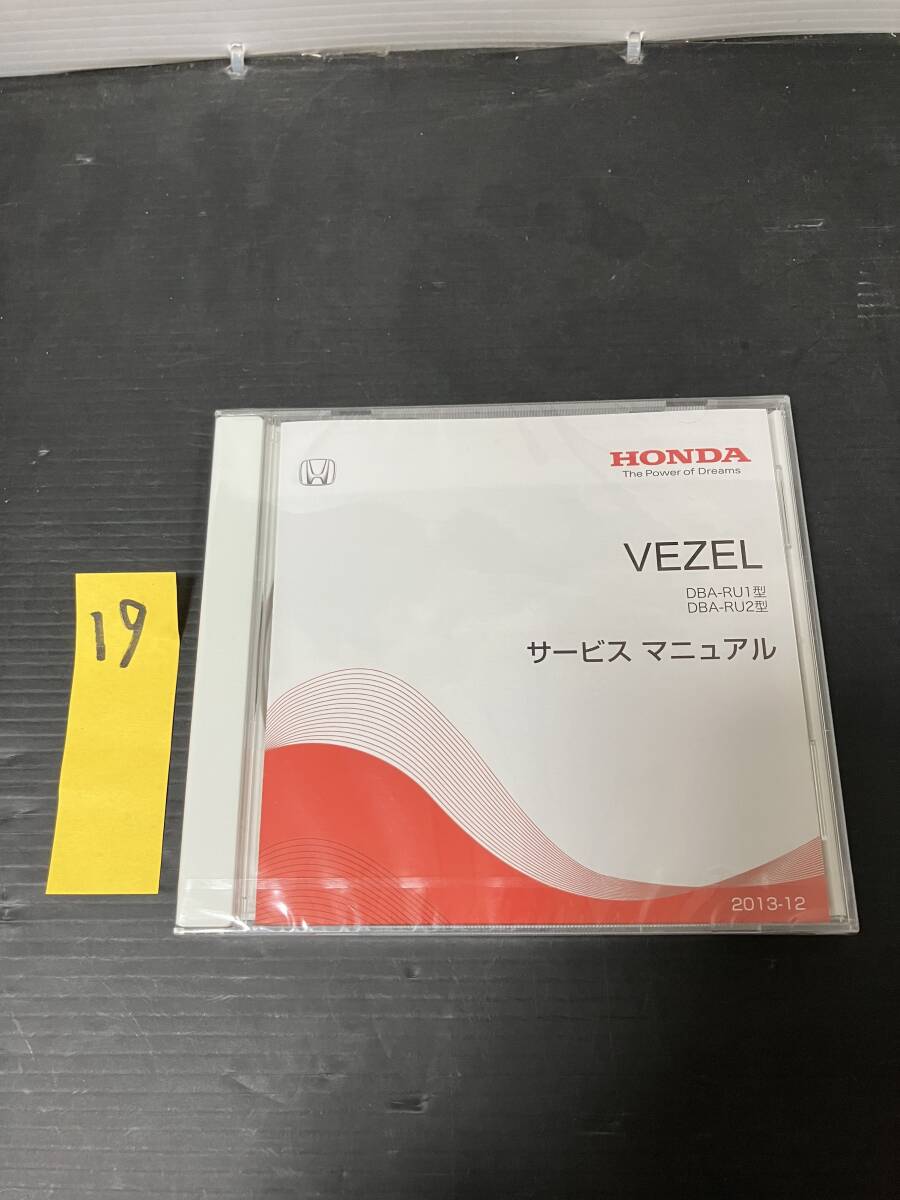 HONDA
The Power of Dreams
VEZEL
DBA-RU1型
DBA-RU2型
サービス マニュアル
19
2013-12